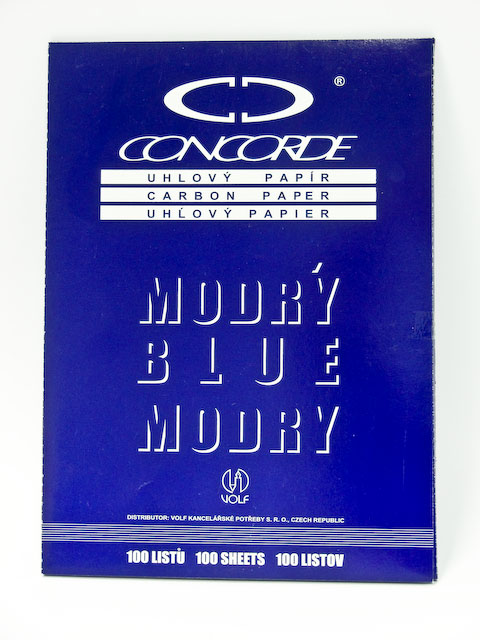 ®
CONCORDE
UHLOVÝ PAPÍR
CARBON PAPER
UHĽOVÝ PAPIER
MODRÝ
BLUE
MODRY
VOLF
DISTRIBUTOR: VOLF KANCELÁŘSKÉ POTŘEBY S. R. O., CZECH REPUBLIC
100 LISTŮ 100 SHEETS 100 LISTOV